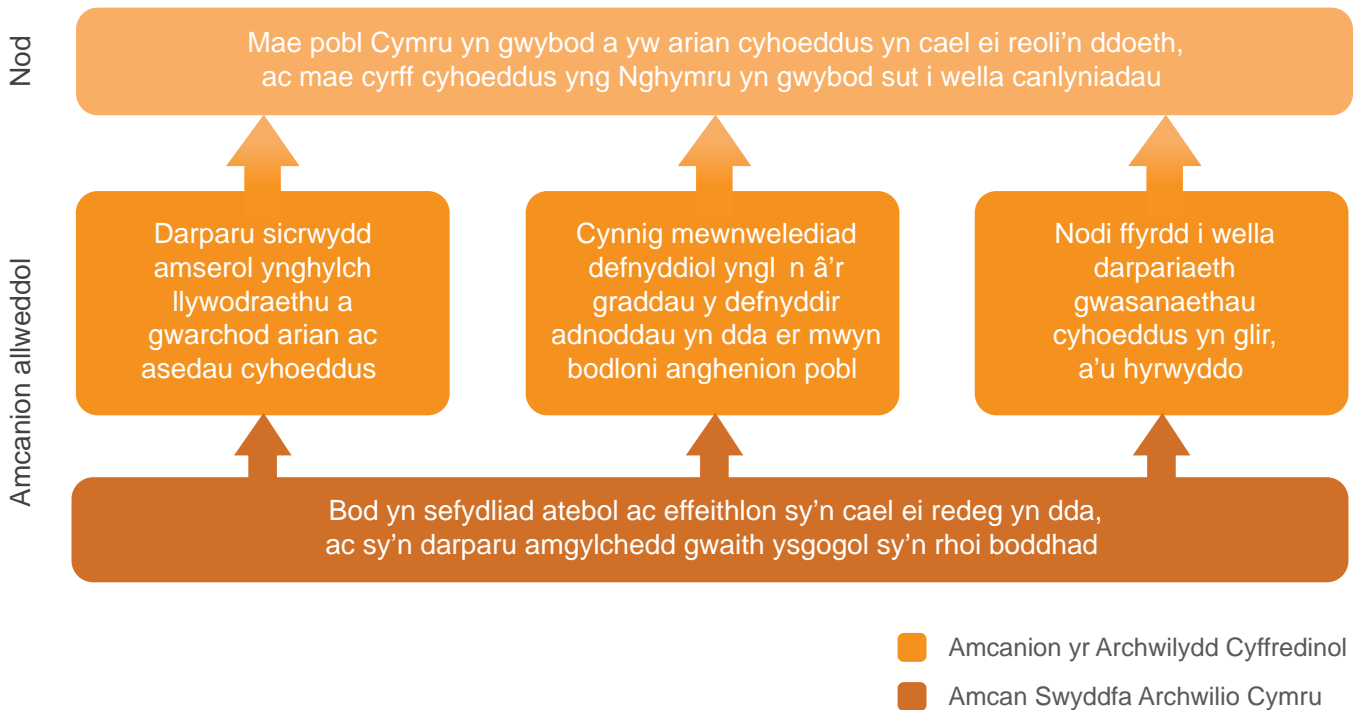 Nod
Mae pobl Cymru yn gwybod a yw arian cyhoeddus yn cael ei reoli’n ddoeth,
ac mae cyrff cyhoeddus yng Nghymru yn gwybod sut i wella canlyniadau
Amcanion allweddol
Darparu sicrwydd
amserol ynghylch
llywodraethu a
gwarchod arian ac
asedau cyhoeddus
Cynnig mewnwelediad
defnyddiol yngl n â’r
graddau y defnyddir
adnoddau yn dda er mwyn
bodloni anghenion pobl
Nodi ffyrdd i wella
darpariaeth
gwasanaethau
cyhoeddus yn glir,
a’u hyrwyddo
Bod yn sefydliad atebol ac effeithlon sy’n cael ei redeg yn dda,
ac sy’n darparu amgylchedd gwaith ysgogol sy’n rhoi boddhad
Amcanion yr Archwilydd Cyffredinol
Amcan Swyddfa Archwilio Cymru